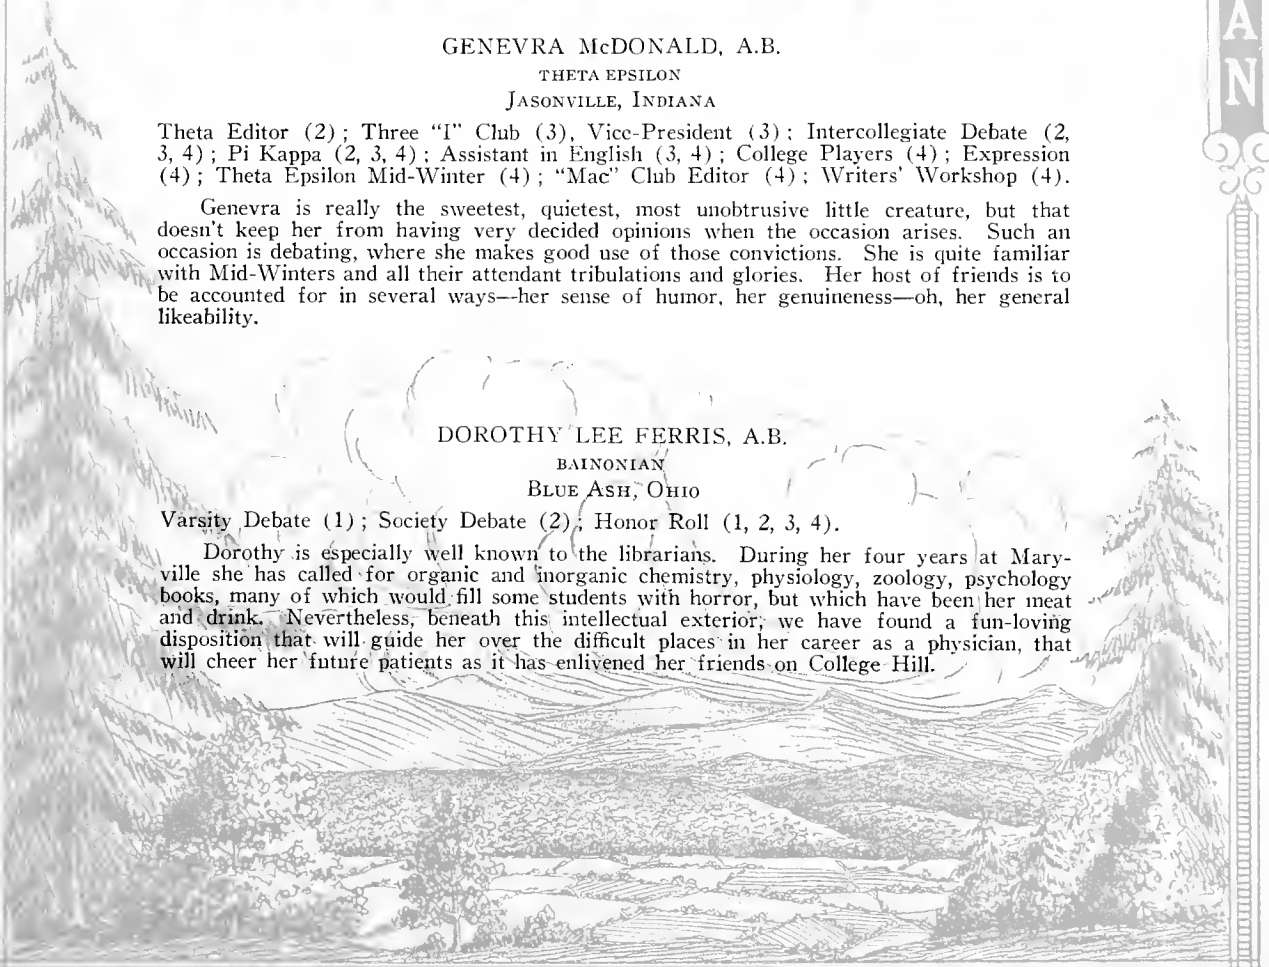 A
N
GENEVRA McDONALD, A.B.
THETA EPSILON
JASONVILLE, INDIANA
Theta Editor (2) ; Three “I” Club (3), Vice-President (3) ; Intercollegiate Debate (2,
3, 4) ; Pi Kappa (2, 3, 4) ; Assistant in English (3, 4) ; College Players (4) ; Expression
(4) ; Theta Epsilon Mid-Winter (4) ; “Mac” Club Editor (4) ; Writers’ Workshop (4).
Genevra is really the sweetest, quietest, most unobtrusive little creature, but that
doesn’t keep her from having very decided opinions when the occasion arises. Such an
occasion is debating, where she makes good use of those convictions. She is quite familiar
with Mid-Winters and all their attendant tribulations and glories. Her host of friends is to
be accounted for in several ways—her sense of humor, her genuineness—oh, her general
likeability.
DOROTHY LEE FERRIS, A.B.
BAINONIAN
BLUE ASH, OHIO
Varsity Debate (1) ; Society Debate (2) ; Honor Roll (1, 2, 3, 4).
Dorothy is especially well known to the librarians. During her four years at Mary-
ville she has called for organic and inorganic chemistry, physiology, zoology, psychology
books, many of which would fill some students with horror, but which have been her meat
and drink. Nevertheless, beneath this intellectual exterior, we have found a fun-loving
disposition that will guide her over the difficult places in her career as a physician, that
will cheer her future patients as it has enlivened her friends on College Hill.